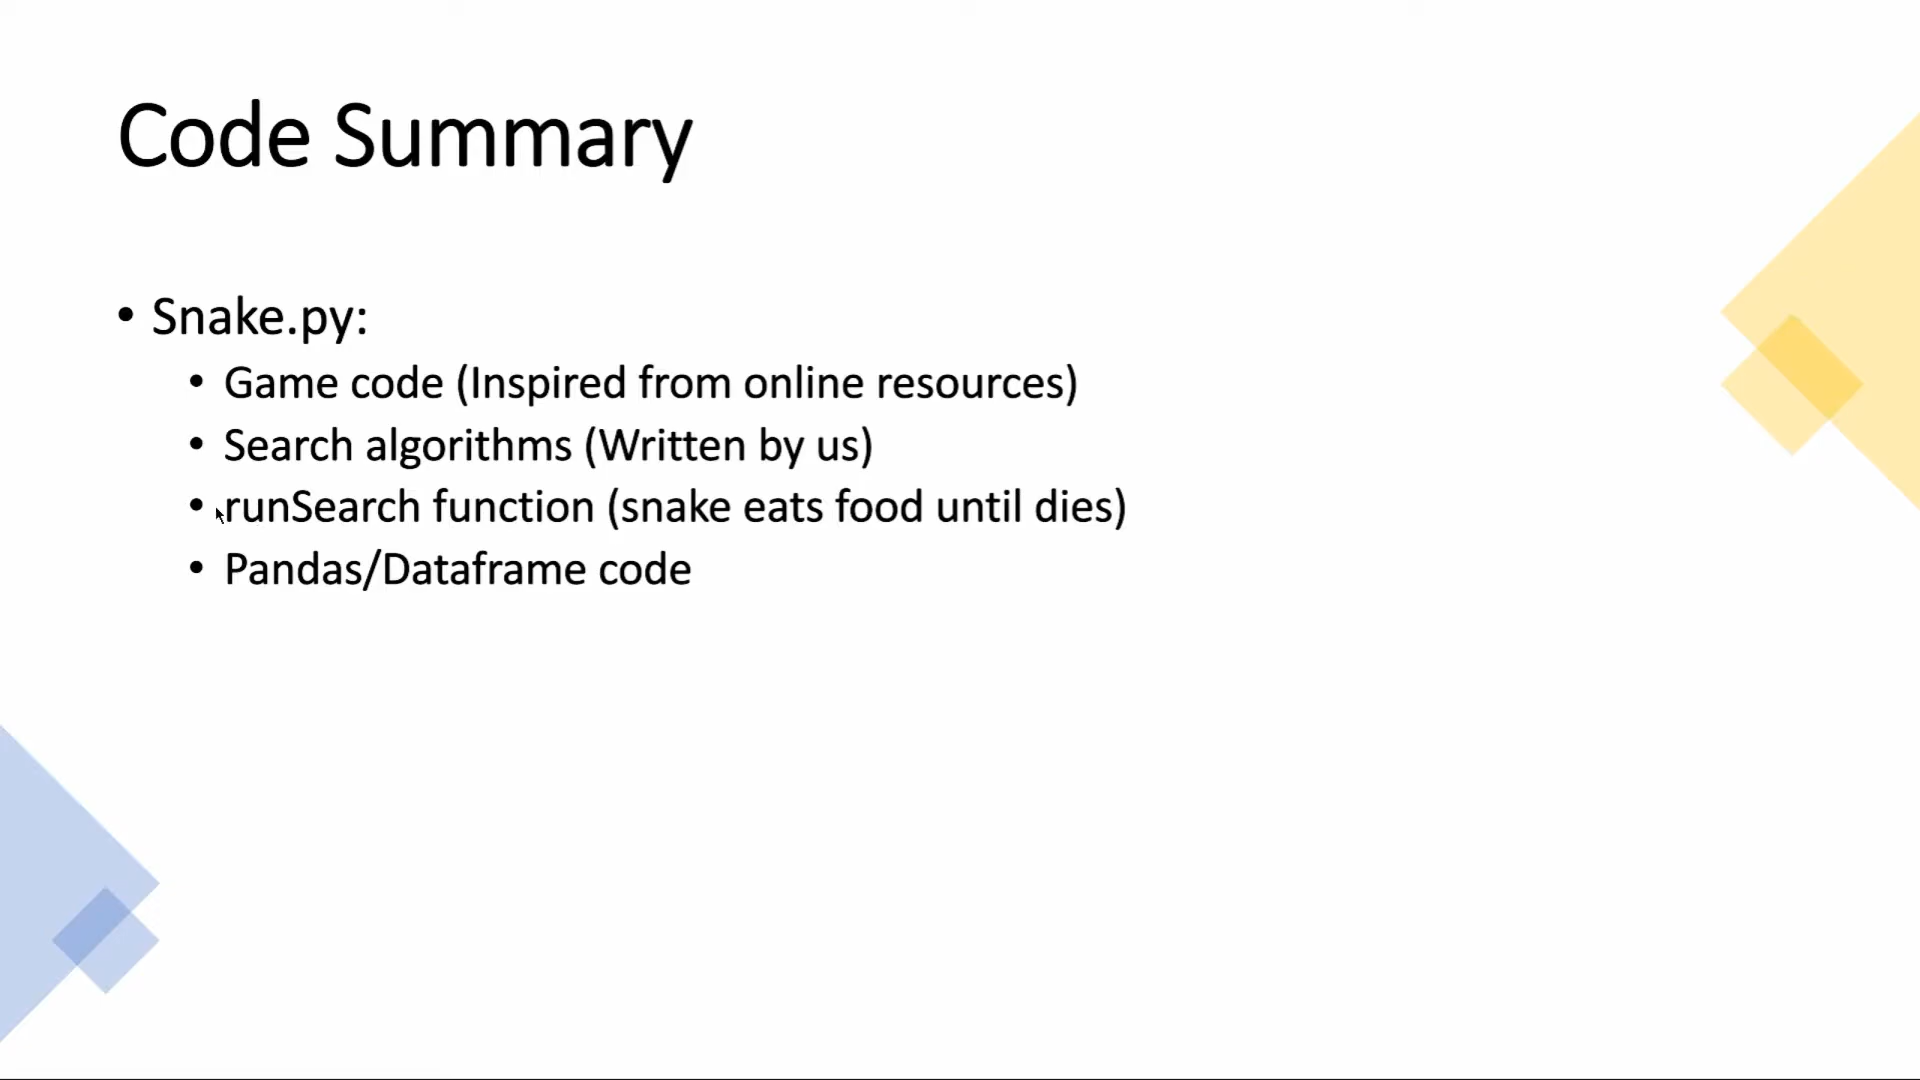 Code Summary
• Snake.py:
• Game code (Inspired from online resources)
• Search algorithms (Written by us)
• runSearch function (snake eats food until dies)
• Pandas/Dataframe code